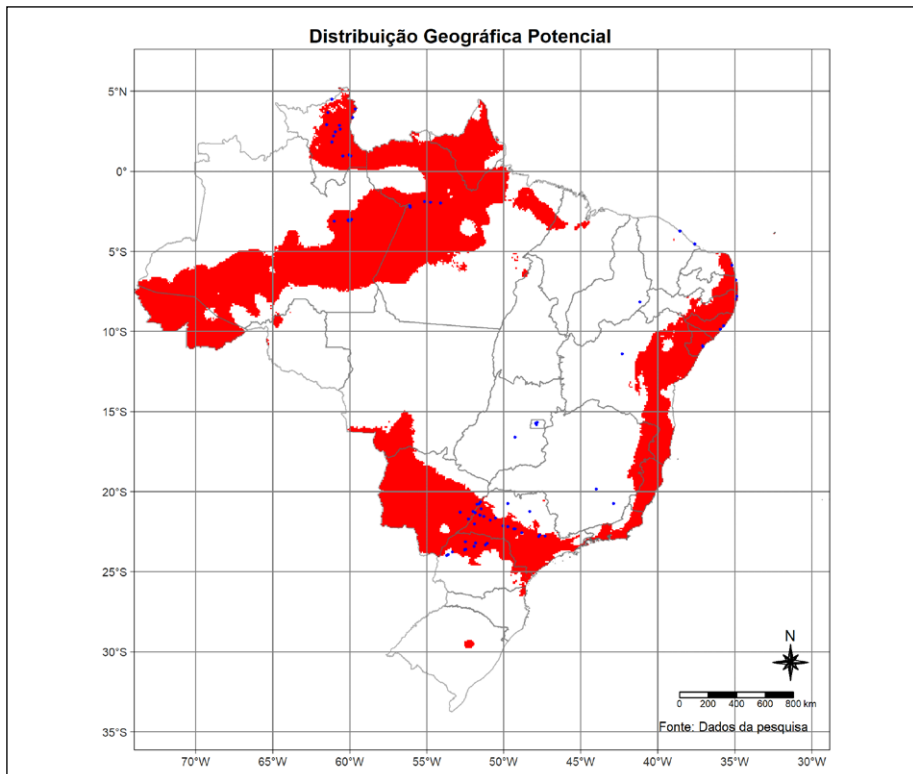 Distribuição Geográfica Potencial
5°N
0°
5°S
10°S
15°S
20°S
25°S
30°S
35°S
N
0 200 400 600 800 km
Fonte: Dados da pesquisa
70°W 65°W 60°W 55°W 50°W 45°W 40°W 35°W 30°W